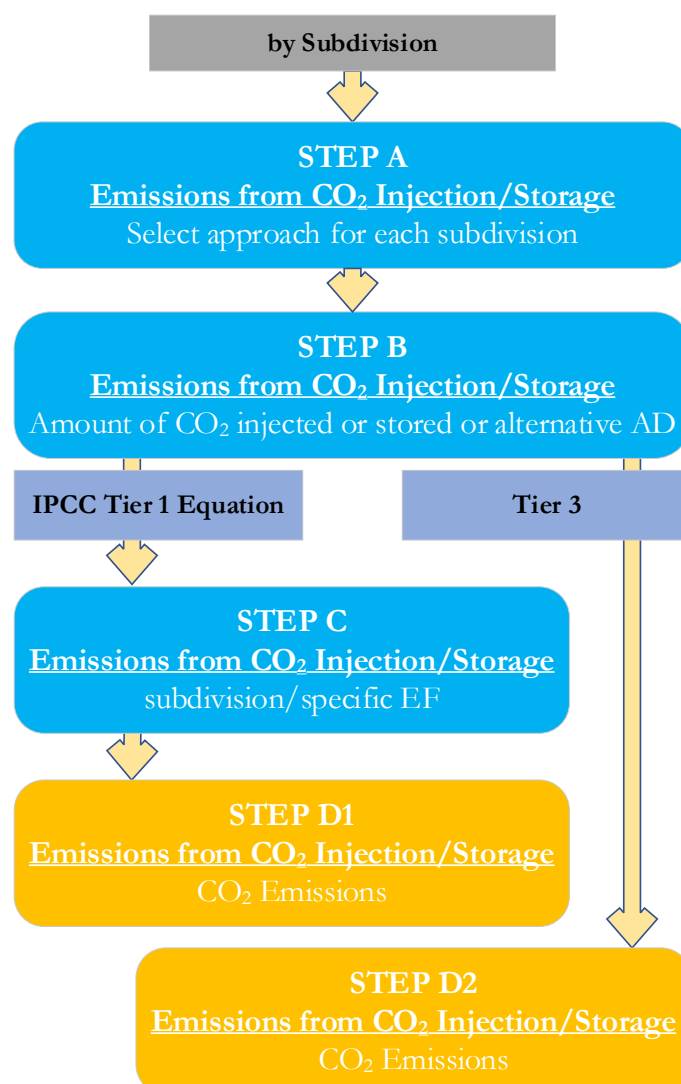 by Subdivision
STEP A
Emissions from CO₂ Injection/Storage
Select approach for each subdivision
STEP B
Emissions from CO₂ Injection/Storage
Amount of CO₂ injected or stored or alternative AD
IPCC Tier 1 Equation
Tier 3
STEP C
Emissions from CO₂ Injection/Storage
subdivision/specific EF
STEP D1
Emissions from CO₂ Injection/Storage
CO₂ Emissions
STEP D2
Emissions from CO₂ Injection/Storage
CO₂ Emissions